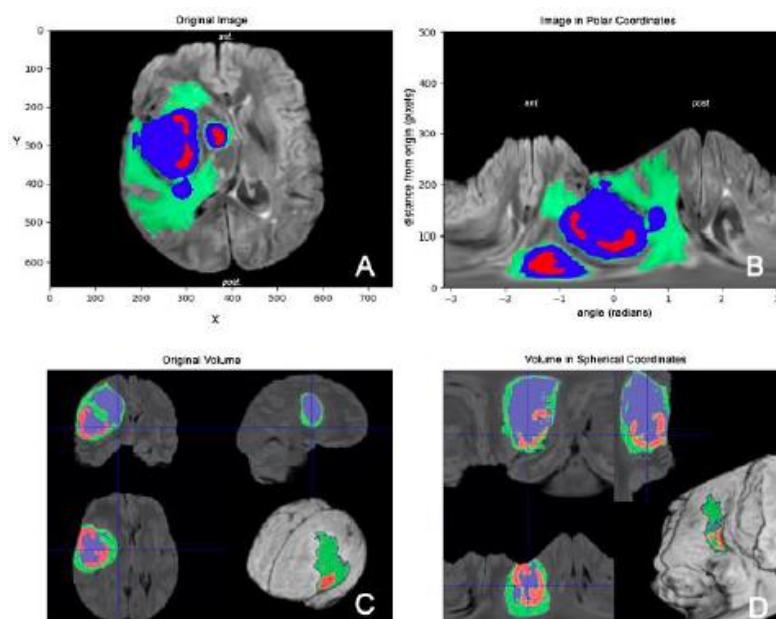 Original Image
ant.
0
100
200
300
400
500
600
Y
0 100 200 300 400 500 600 700
X
post.
A
Image in Polar Coordinates
500
400
300
200
100
0
distance from origin (pixels)
ant
post
−3 −2 −1 0 1 2 3
angle (radians)
B
Original Volume
C
Volume in Spherical Coordinates
D